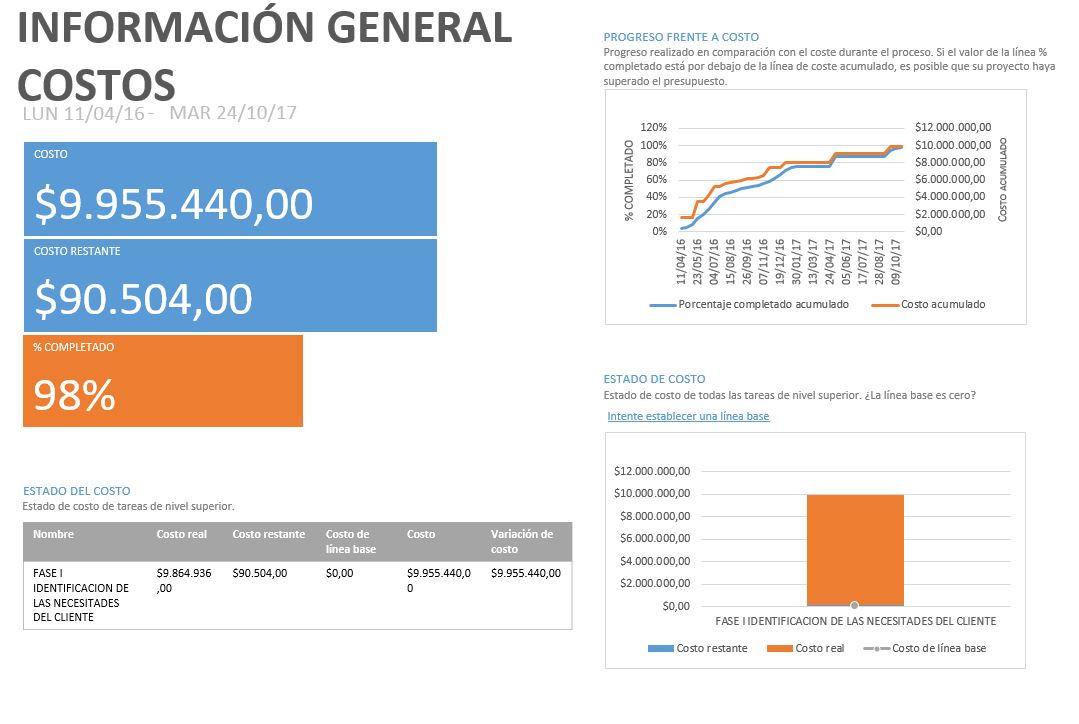 INFORMACIÓN GENERAL
COSTOS
LUN 11/04/16 - MAR 24/10/17
COSTO
$9.955.440,00
COSTO RESTANTE
$90.504,00
% COMPLETADO
98%
ESTADO DEL COSTO
Estado de costo de tareas de nivel superior.
Nombre Costo real Costo restante Costo de Costo Variación de
línea base costo
FASE I $9.864.936 $90.504,00 $0,00 $9.955.440,0 $9.955.440,00
IDENTIFICACION DE ,00 0
LAS NECESITADES
DEL CLIENTE
PROGRESO FRENTE A COSTO
Progreso realizado en comparación con el coste durante el proceso. Si el valor de la línea %
completado está por debajo de la línea de coste acumulado, es posible que su proyecto haya
superado el presupuesto.
120% $12.000.000,00
100% $10.000.000,00
80% $8.000.000,00
60% $6.000.000,00
40% $4.000.000,00
20% $2.000.000,00
0% $0,00
% COMPLETADO
COSTO ACUMULADO
11/04/16
23/05/16
04/07/16
15/08/16
26/09/16
07/11/16
19/12/16
30/01/17
13/03/17
24/04/17
05/06/17
17/07/17
28/08/17
09/10/17
Porcentaje completado acumulado Costo acumulado
ESTADO DE COSTO
Estado de costo de todas las tareas de nivel superior. ¿La línea base es cero?
Intente establecer una línea base
$12.000.000,00
$10.000.000,00
$8.000.000,00
$6.000.000,00
$4.000.000,00
$2.000.000,00
$0,00
FASE I IDENTIFICACION DE LAS NECESITADES DEL CLIENTE
Costo restante Costo real Costo de línea base